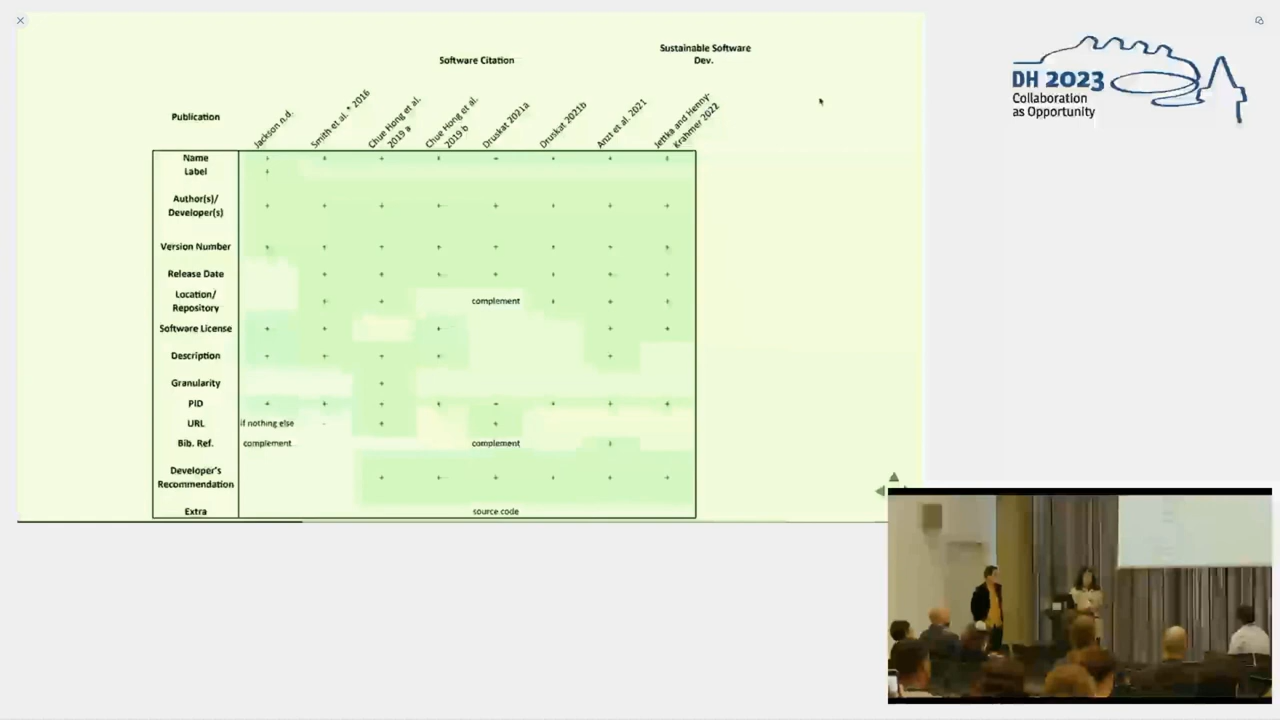 Software Citation
Sustainable Software
Dev.
DH 2023
Collaboration
as Opportunity
Publication
Jackson n.d.
Smith et al. * 2016
Chue Hong et al.
2019 a
Chue Hong et al.
2019 b
Druskat 2021a
Druskat 2021b
Anzt et al. 2021
Jettka and Henny-
Krahmer 2022
Name + + + + + + + +
Label +
Author(s)/
Developer(s) + + + + + + + +
Version Number + + + + + + + +
Release Date + + + + + + +
Location/
Repository + + complement + + +
Software License + + + + +
Description + + + + +
Granularity +
PID + + + + + + + +
URL if nothing else - + +
Bib. Ref. complement complement +
Developer's
Recommendation + + + + + +
Extra source code